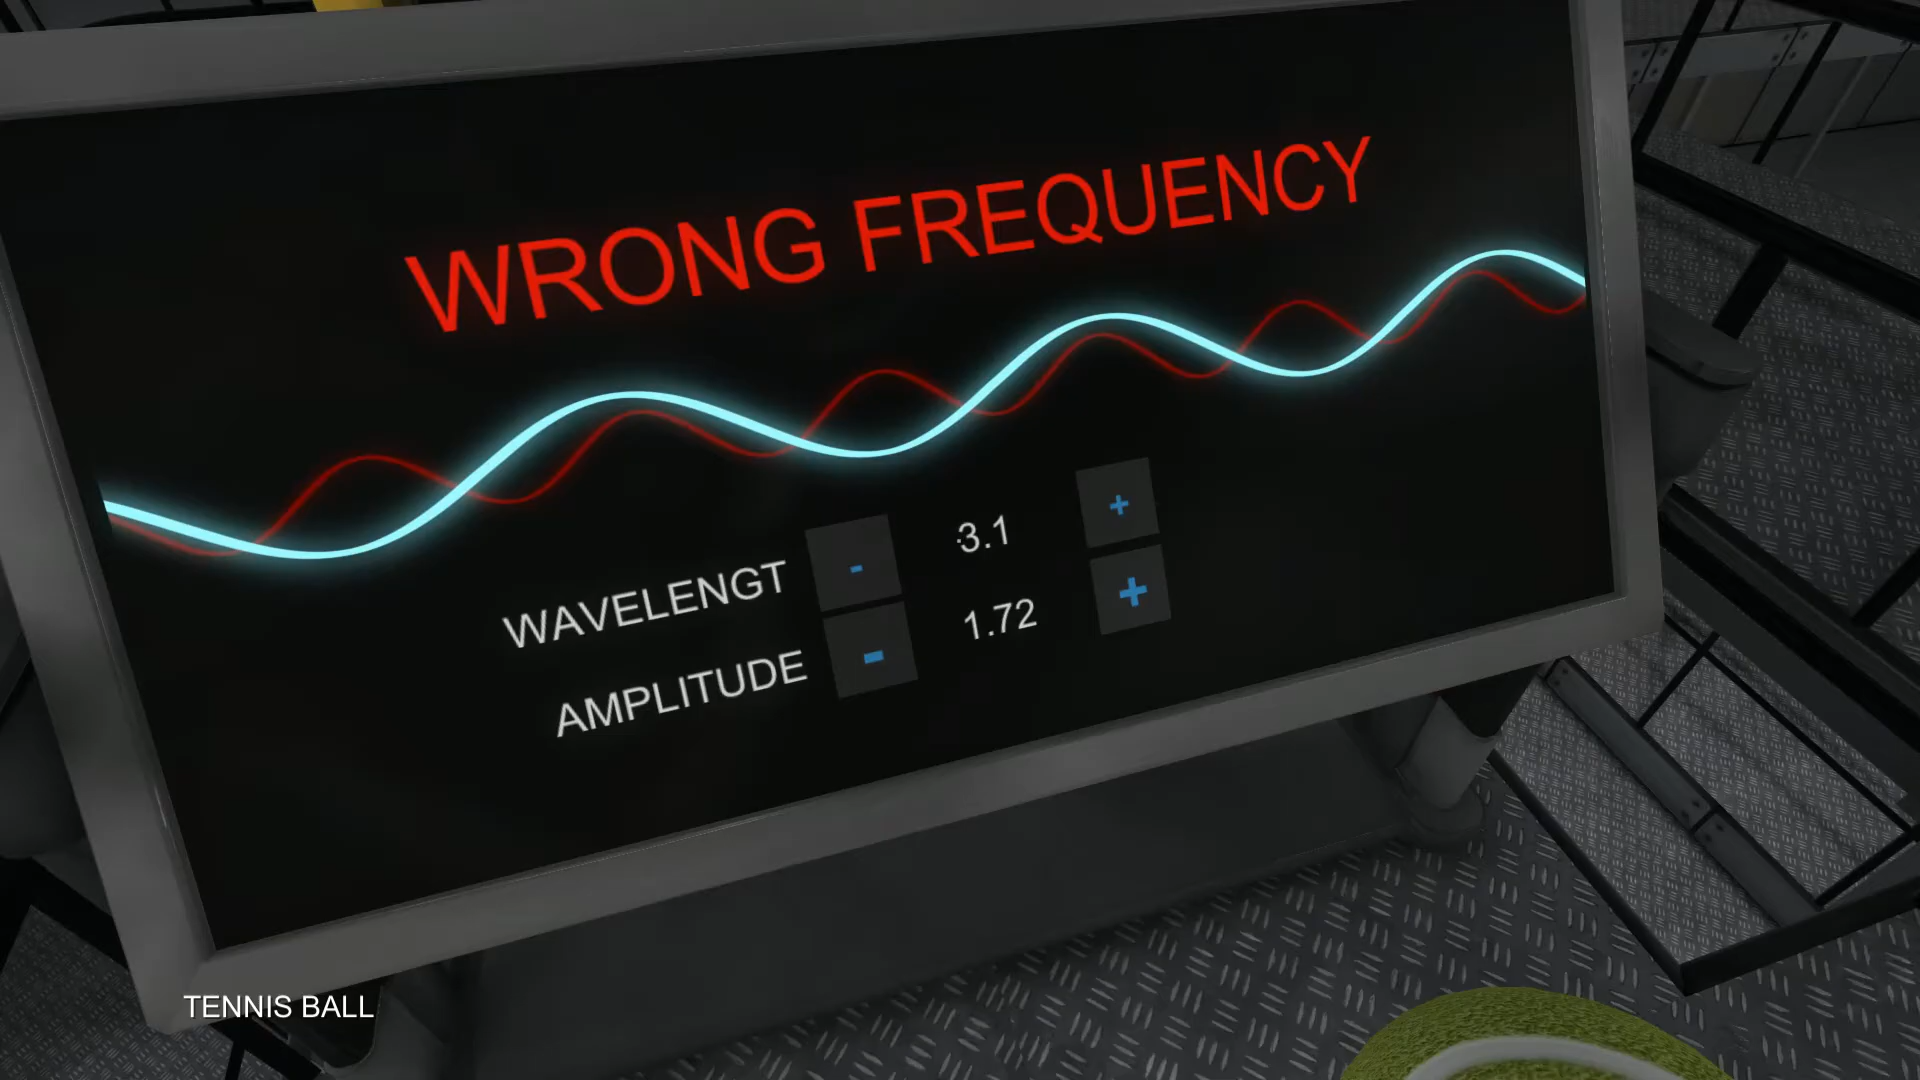 WRONG FREQUENCY
WAVELENGT - 3.1 +
AMPLITUDE - 1.72 +
TENNIS BALL